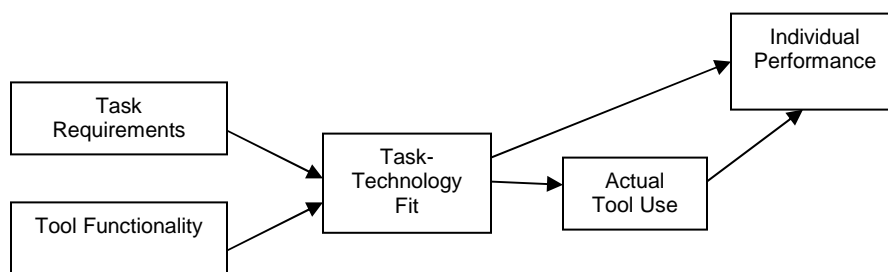 Task
Requirements
Tool Functionality
Task-
Technology
Fit
Actual
Tool Use
Individual
Performance